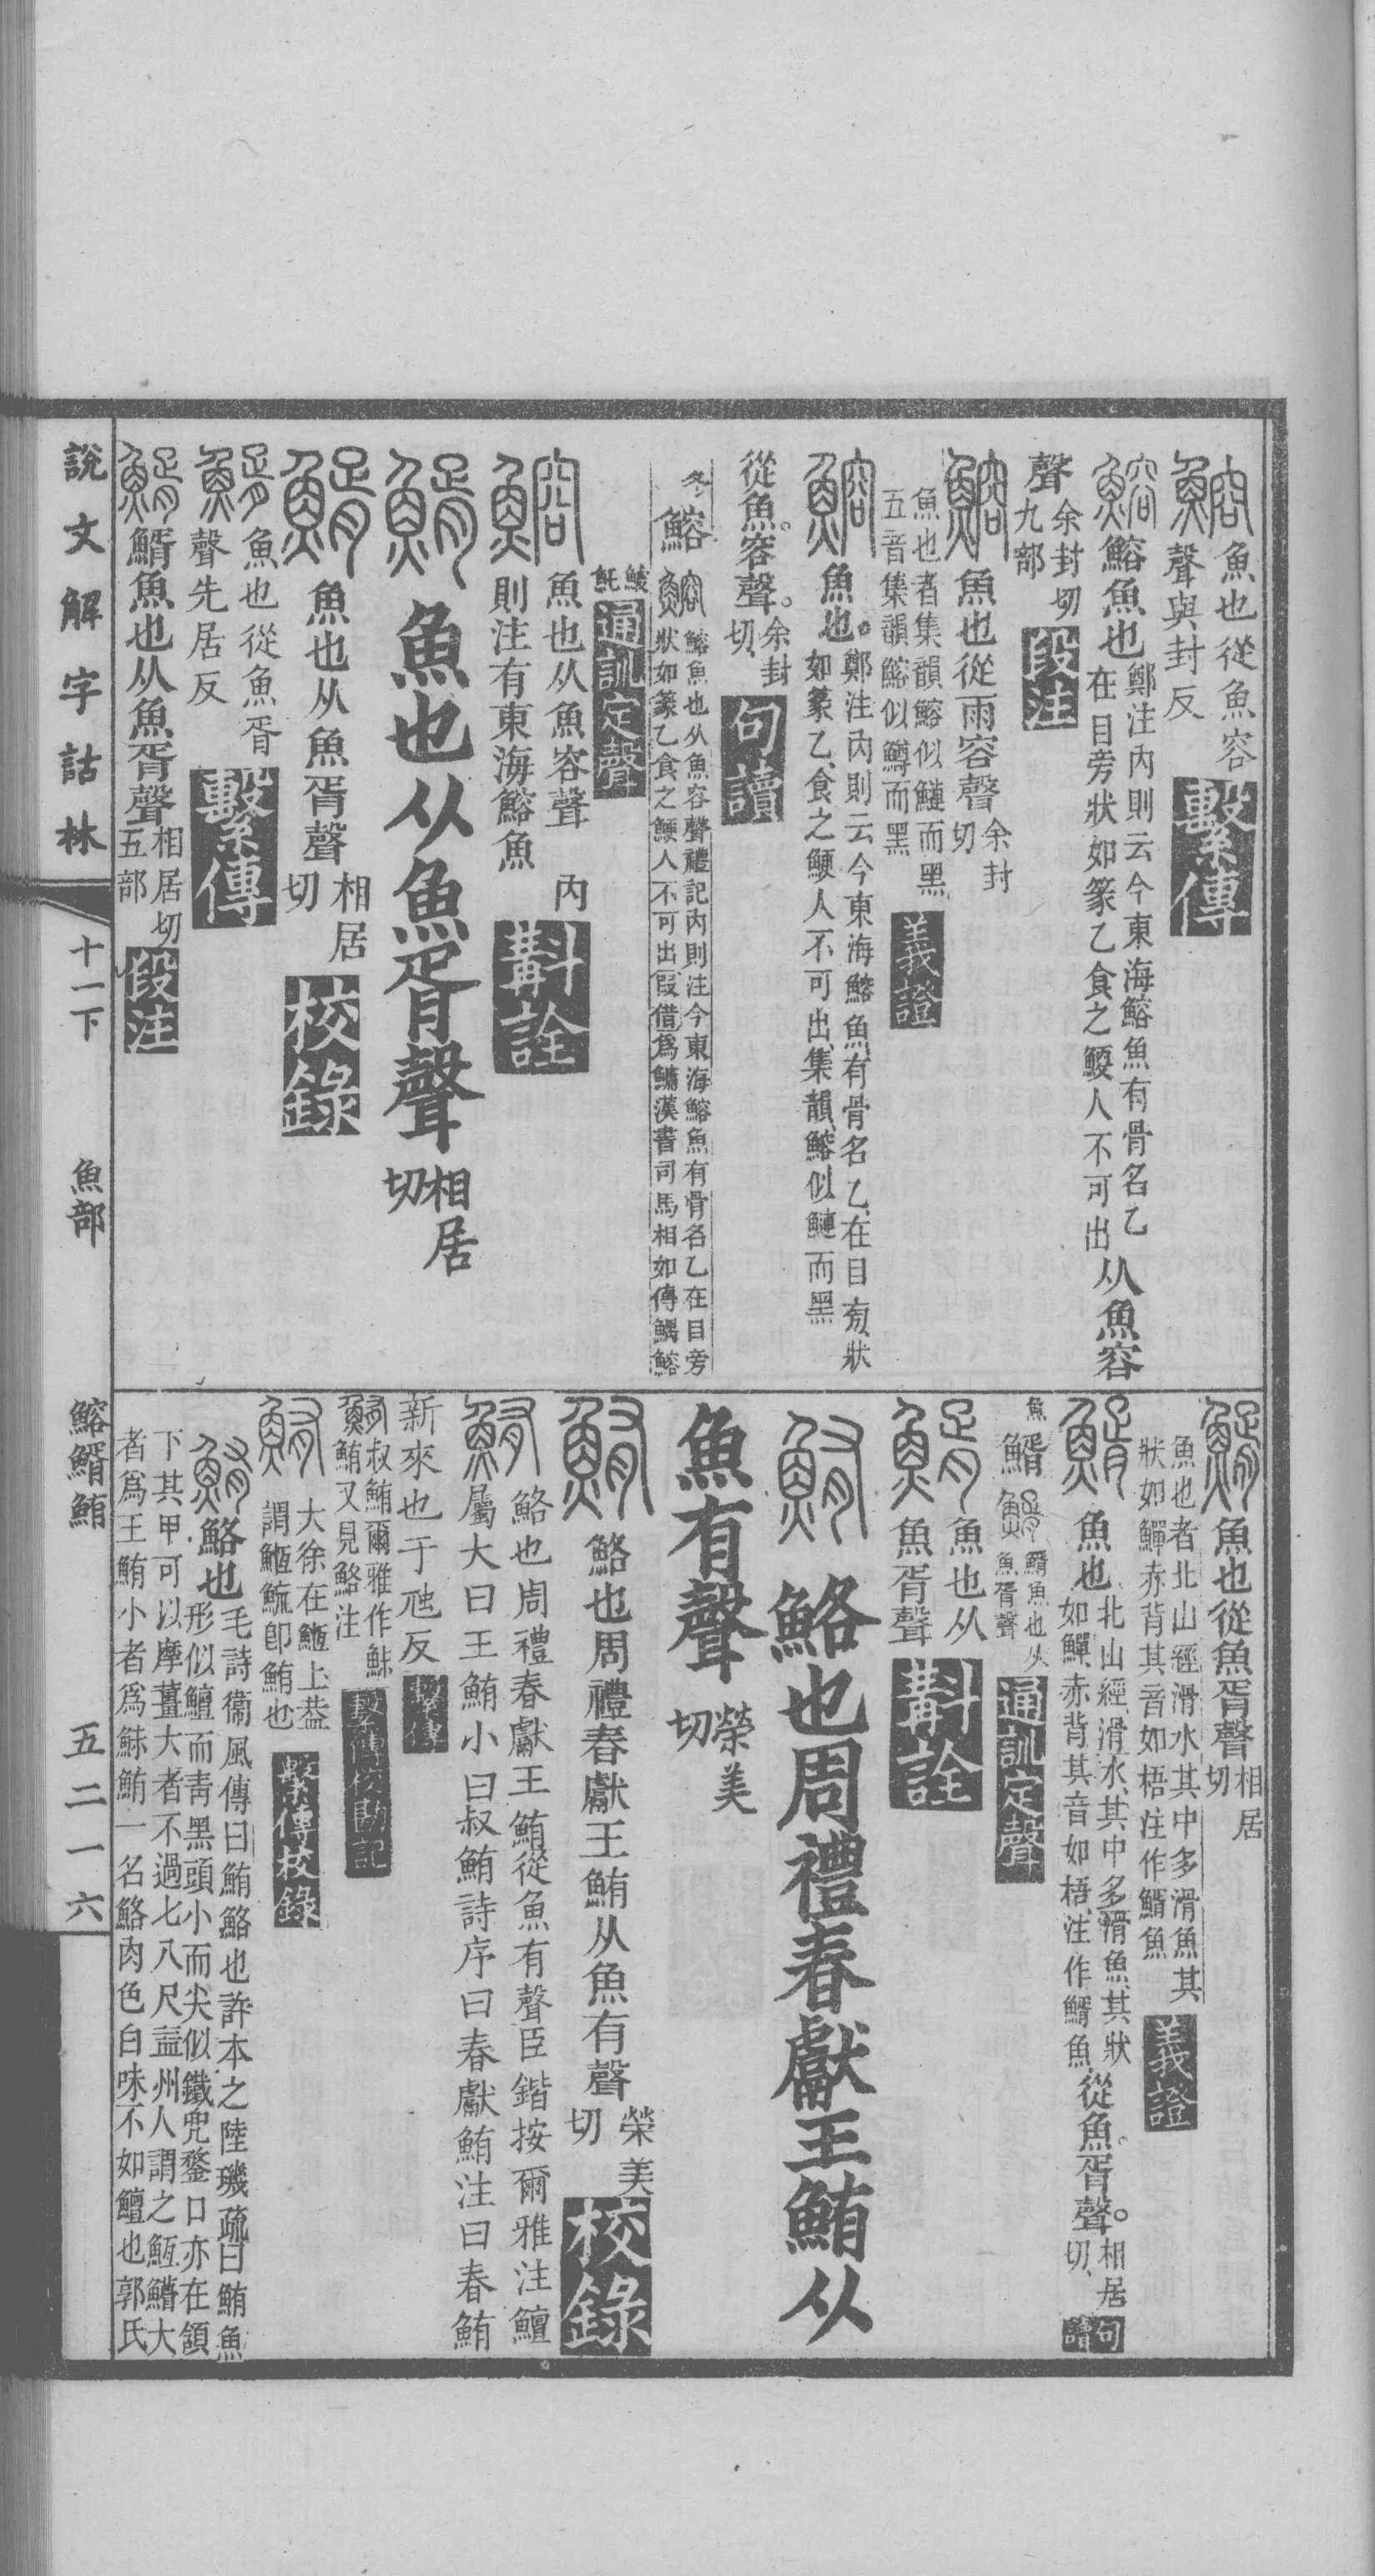 魚也從魚容
聲與封反
繫傳
鰫魚也
鄭注內則云今東海鰫魚有骨名乙
在目旁狀如篆乙食之鯁人不可出
从魚容
聲
余封切
九部
段注
魚也從雨容聲
余封
切
魚也者集韻鰫似鰱而黑
五音集韻鰫似鱒而黑
義證
魚也。
鄭注內則云今東海鰫魚有骨名乙在目旁狀
如篆乙食之鯁人不可出集韻鰫似鰱而黑
從魚。容聲。
余封
切
句讀
鰫
鰫魚也从魚容聲禮記內則注今東海鰫魚有骨名乙在目旁
狀如篆乙食之鯁人不可出假借爲鱅漢書司馬相如傳鰅鰫
通訓定聲
魚也从魚容聲
內
則注有東海鰫魚
斠詮
魚也从魚胥聲
相居
切
魚也从魚胥聲
相居
切
校錄
魚也從魚胥
聲先居反
繫傳
鰖魚也从魚胥聲
相居切
五部
段注
魚也從魚胥聲
相居
切
魚也者北山經滑水其中多滑魚其
狀如鱓赤背其音如梧注作鰖魚
義證
魚也
北山經滑水其中多滑魚其狀
如鱓赤背其音如梧注作鰖魚
從魚。胥聲。
相居
切
句讀
魚也从
魚胥聲
通訓定聲
魚也从
魚胥聲
斠詮
鮥也周禮春獻王鮪从
魚有聲
榮美
切
鮥也周禮春獻王鮪从魚有聲
榮美
切
校錄
鮥也周禮春獻王鮪從魚有聲臣鍇按爾雅注鱣
屬大曰王鮪小曰叔鮪詩序曰春獻鮪注曰春鮪
新來也于虺反
繫傳
叔鮪爾雅作鮛
鮪又見鮥注
繫傳校勘記
大徐在䱭上葢
謂䱭䱎卽鮪也
繫傳校錄
鮥也
毛詩衞風傳曰鮪鮥也許本之陸璣疏曰鮪魚
形似鱣而靑黑頭小而尖似鐵兜鍪口亦在頷
下其甲可以摩薑大者不過七八尺益州人謂之䱭䲛大
者爲王鮪小者爲鮛鮪一名鮥肉色白味不如鱣也郭氏
說文解字詁林
十一下
魚部
鰫鰖鮪
五二一六